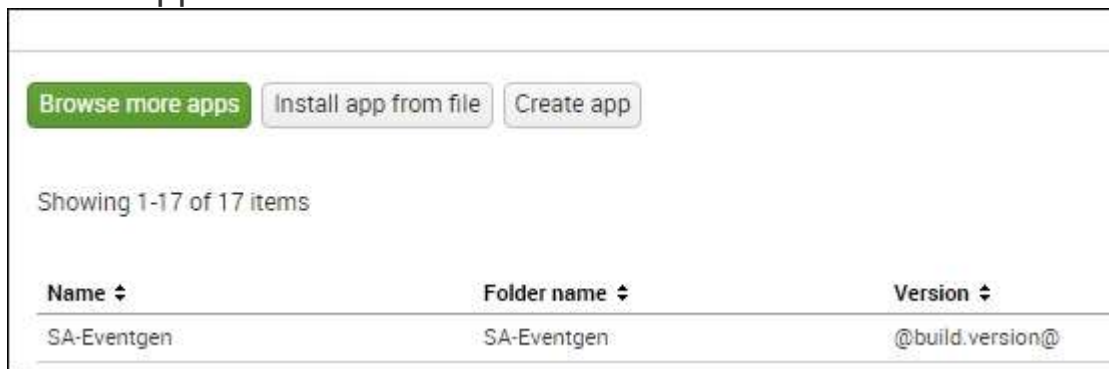 Browse more apps Install app from file Create app
Showing 1-17 of 17 items
Name Folder name Version
SA-Eventgen SA-Eventgen @build.version@